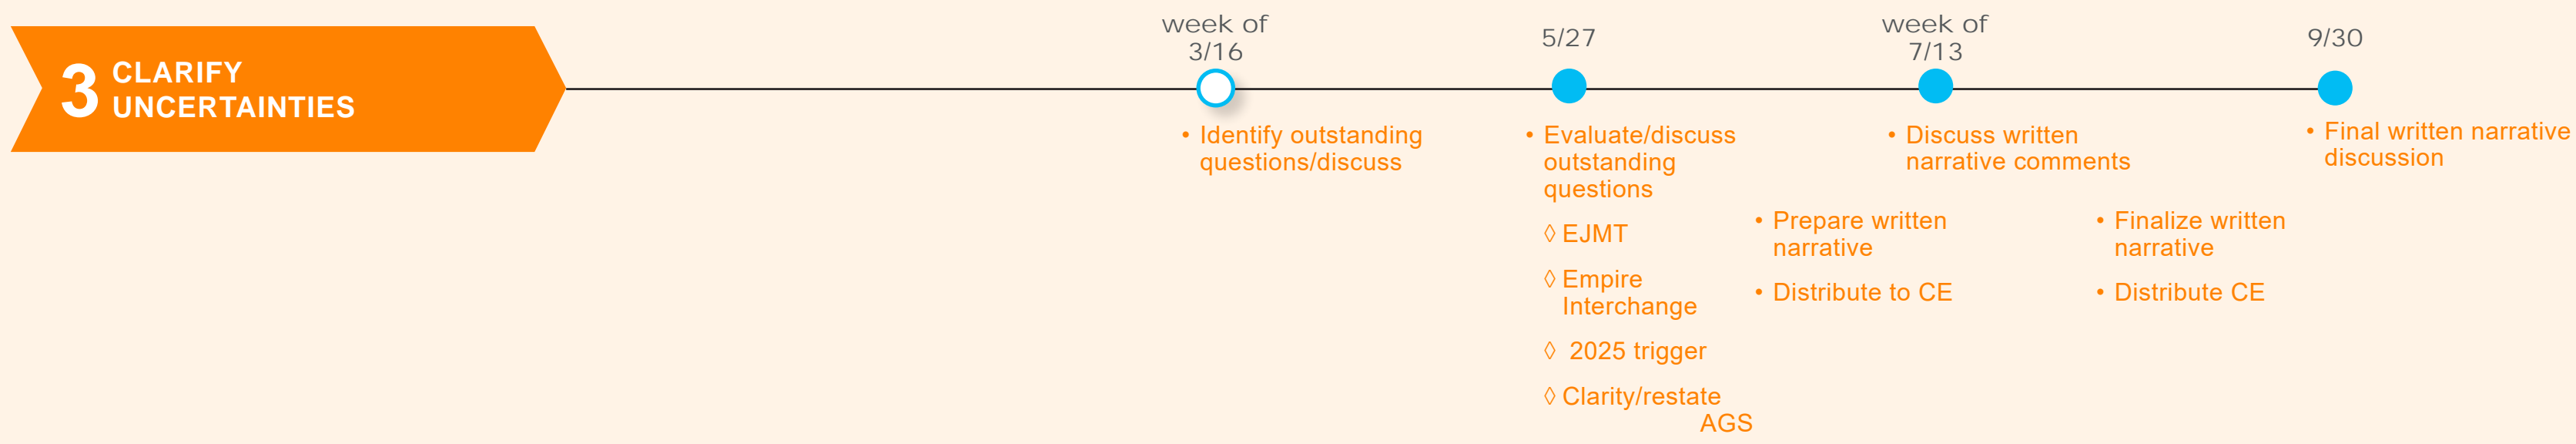 3 CLARIFY
UNCERTAINTIES
week of
3/16
• Identify outstanding
questions/discuss
5/27
• Evaluate/discuss
outstanding
questions
◊ EJMT
◊ Empire
Interchange
◊ 2025 trigger
◊ Clarity/restate
AGS
• Prepare written
narrative
• Distribute to CE
week of
7/13
• Discuss written
narrative comments
• Finalize written
narrative
• Distribute CE
9/30
• Final written narrative
discussion